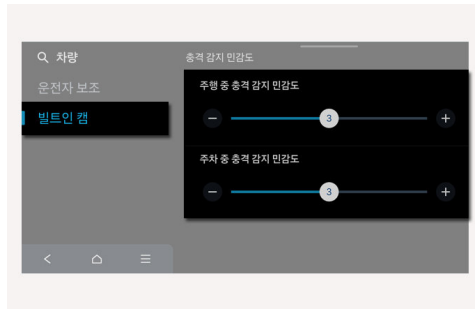 차량
운전자 보조
빌트인 캠
충격 감지 민감도
주행 중 충격 감지 민감도
3
주차 중 충격 감지 민감도
3